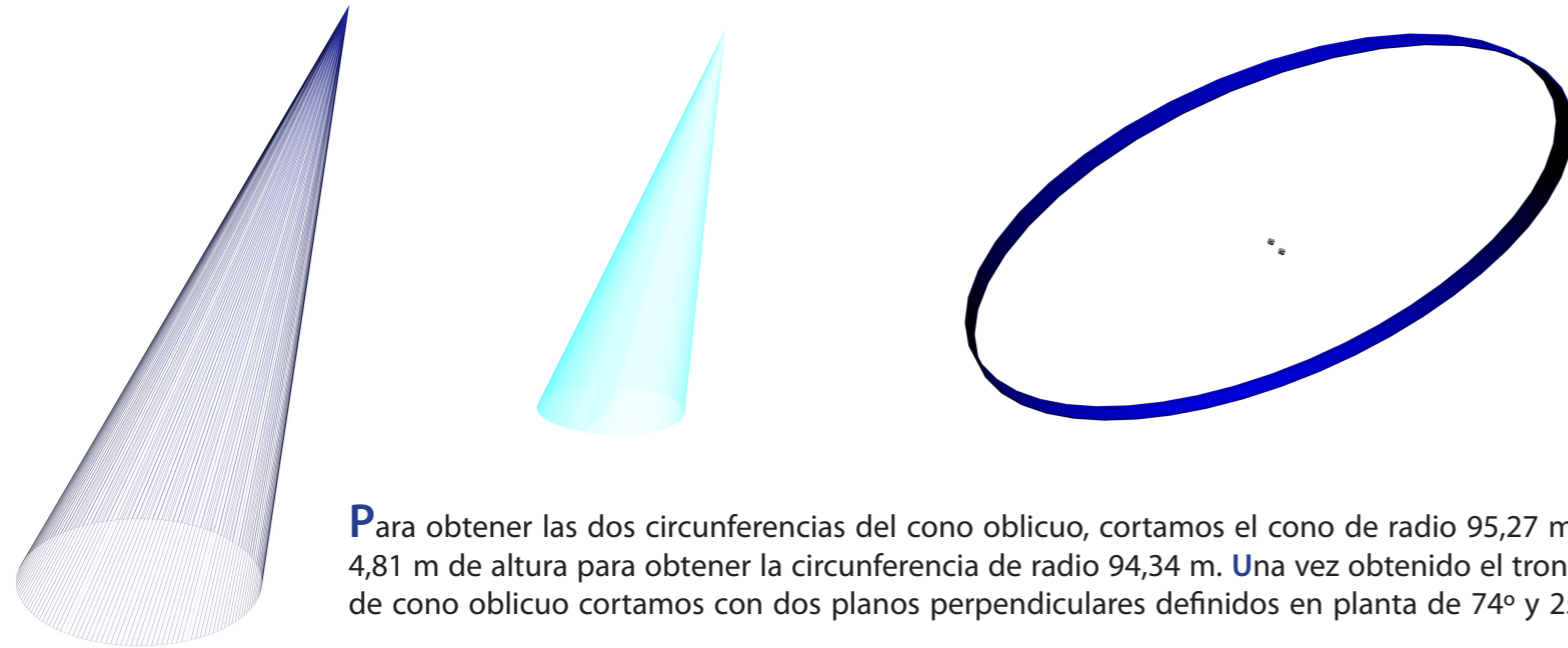 Para obtener las dos circunferencias del cono oblicuo, cortamos el cono de radio 95,27 m
4,81 m de altura para obtener la circunferencia de radio 94,34 m. Una vez obtenido el tron
de cono oblicuo cortamos con dos planos perpendiculares definidos en planta de 74º y 2